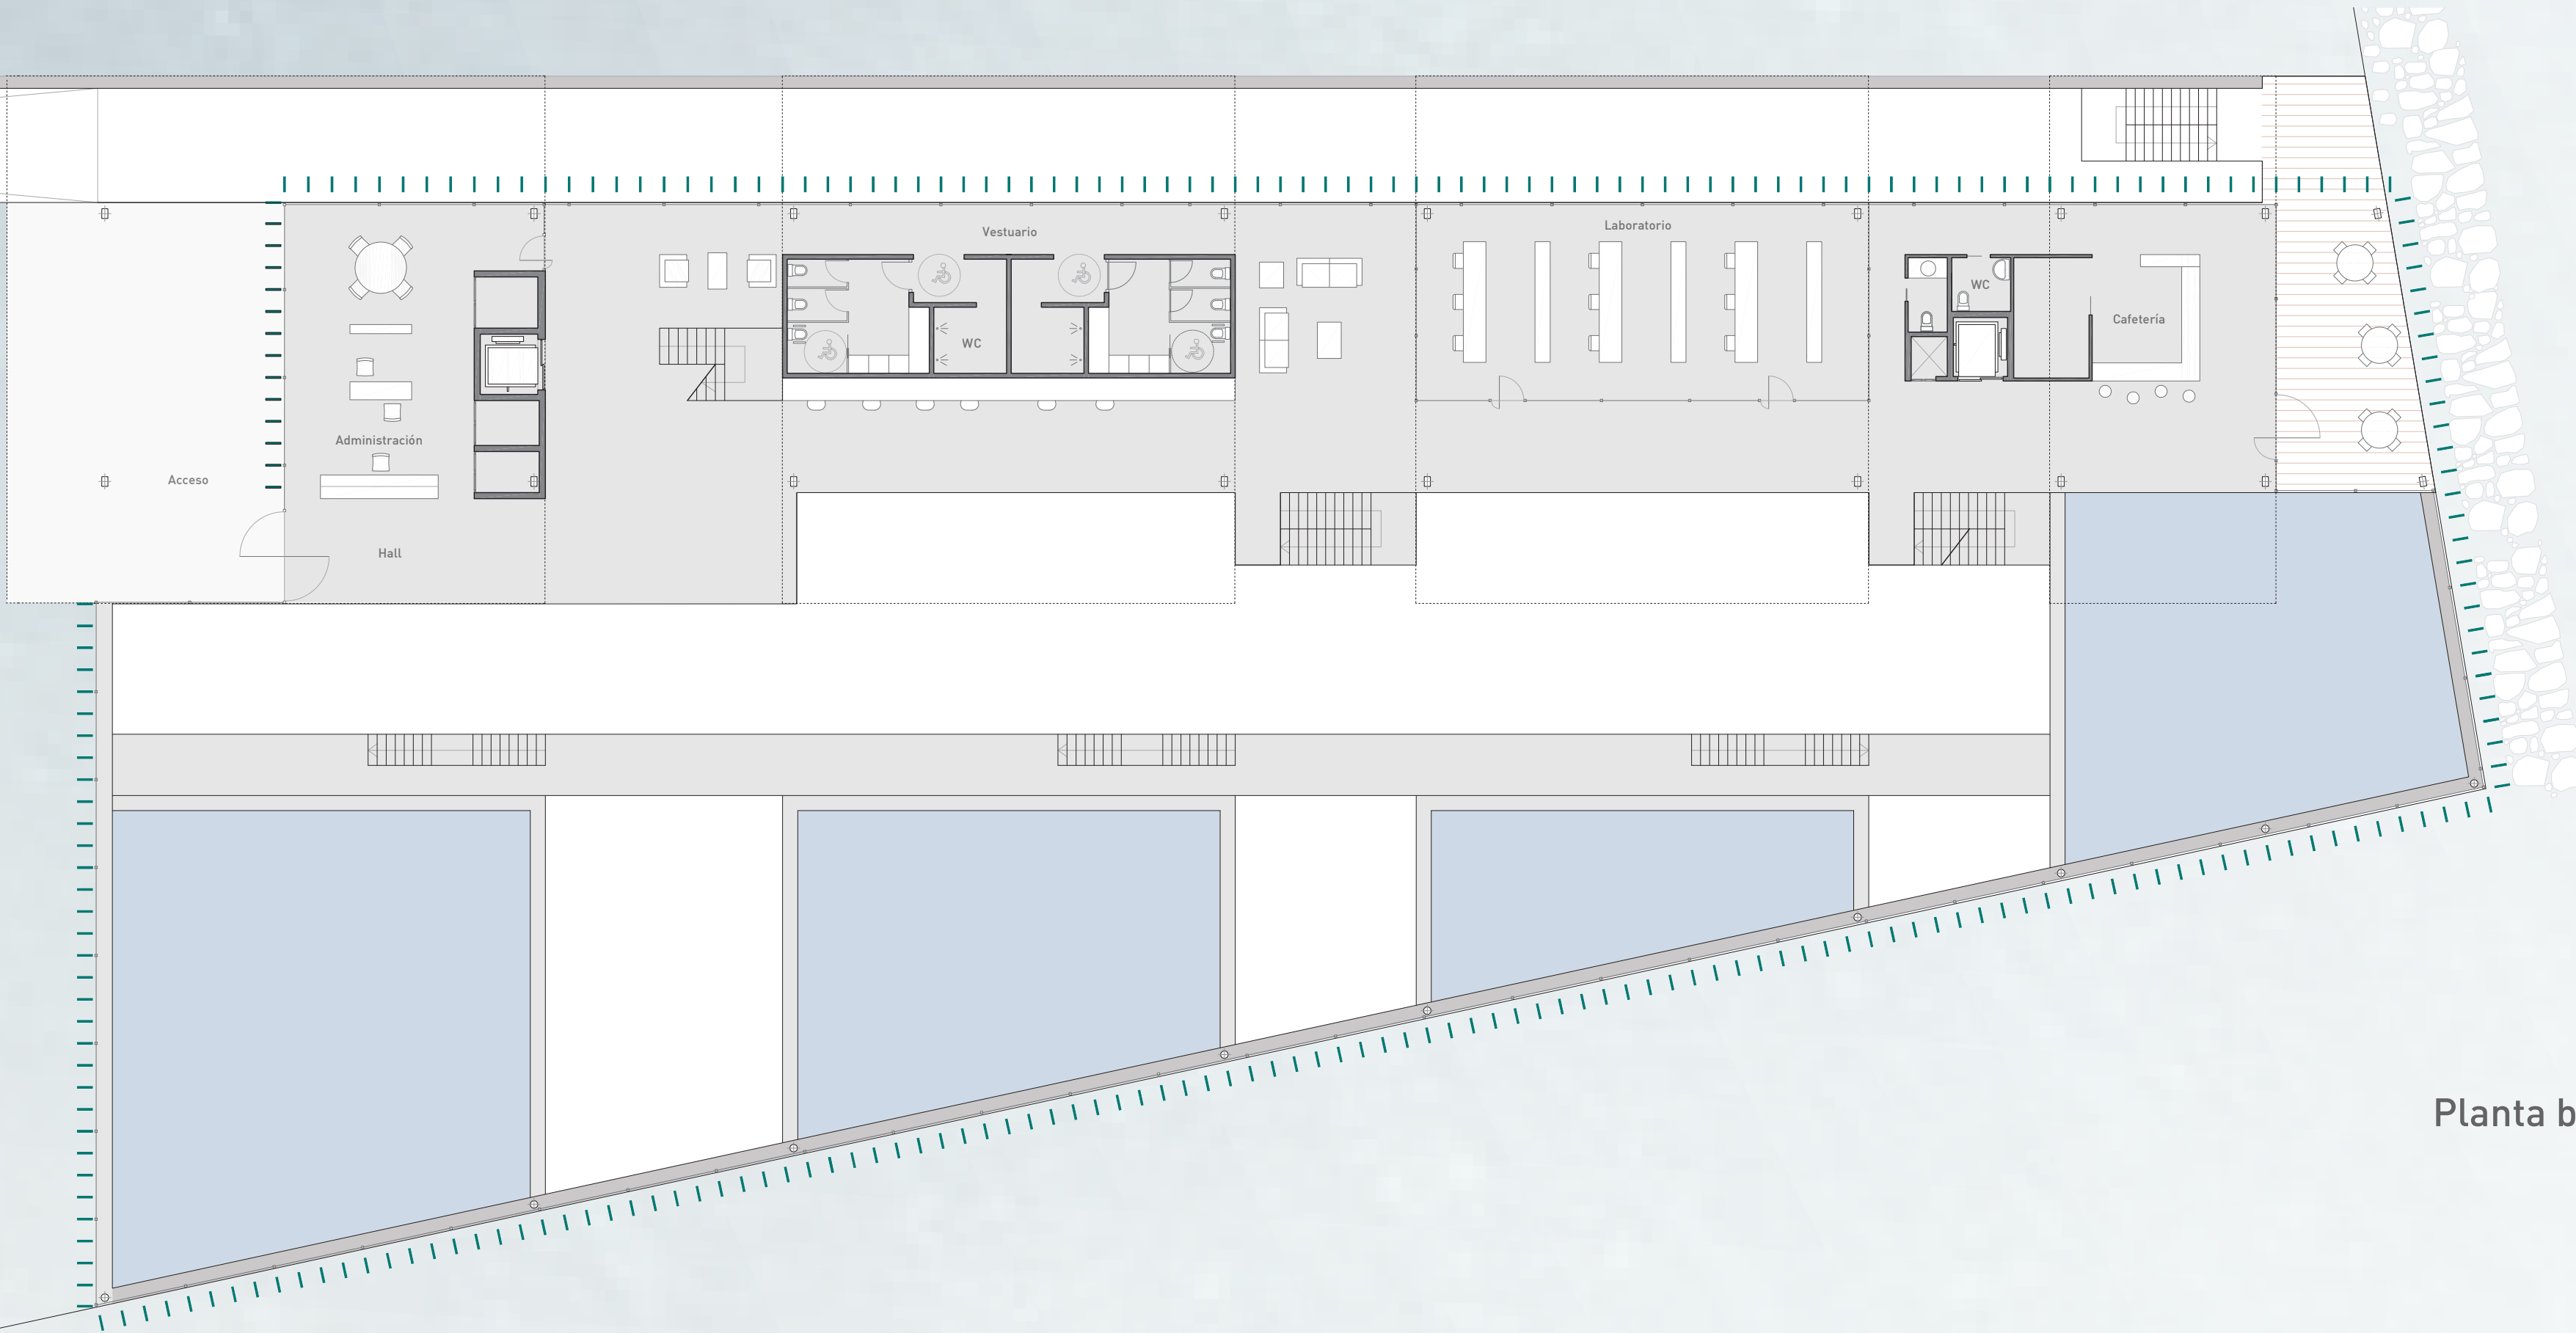 Vestuario
Laboratorio
WC
Cafetería
WC
Administración
Acceso
Hall
Planta b